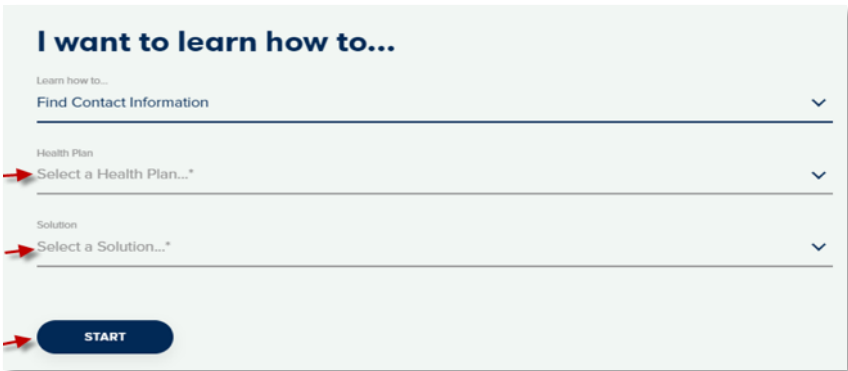 I want to learn how to...
Learn how to...
Find Contact Information
Health Plan
Select a Health Plan...*
Solution
Select a Solution...*
START